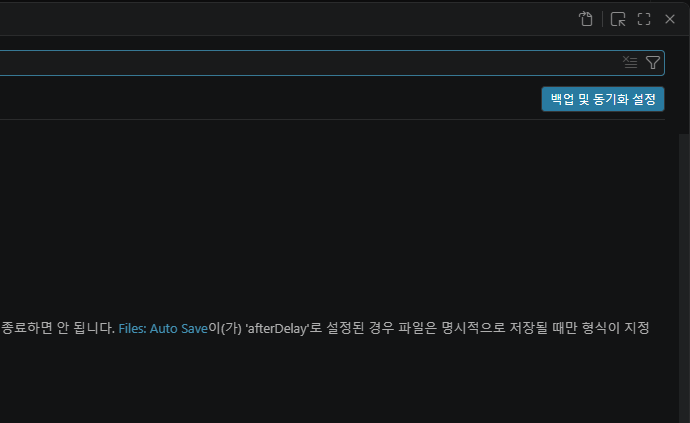 백업 및 동기화 설정
종료하면 안 됩니다. Files: Auto Save이(가) 'afterDelay'로 설정된 경우 파일은 명시적으로 저장될 때만 형식이 지정